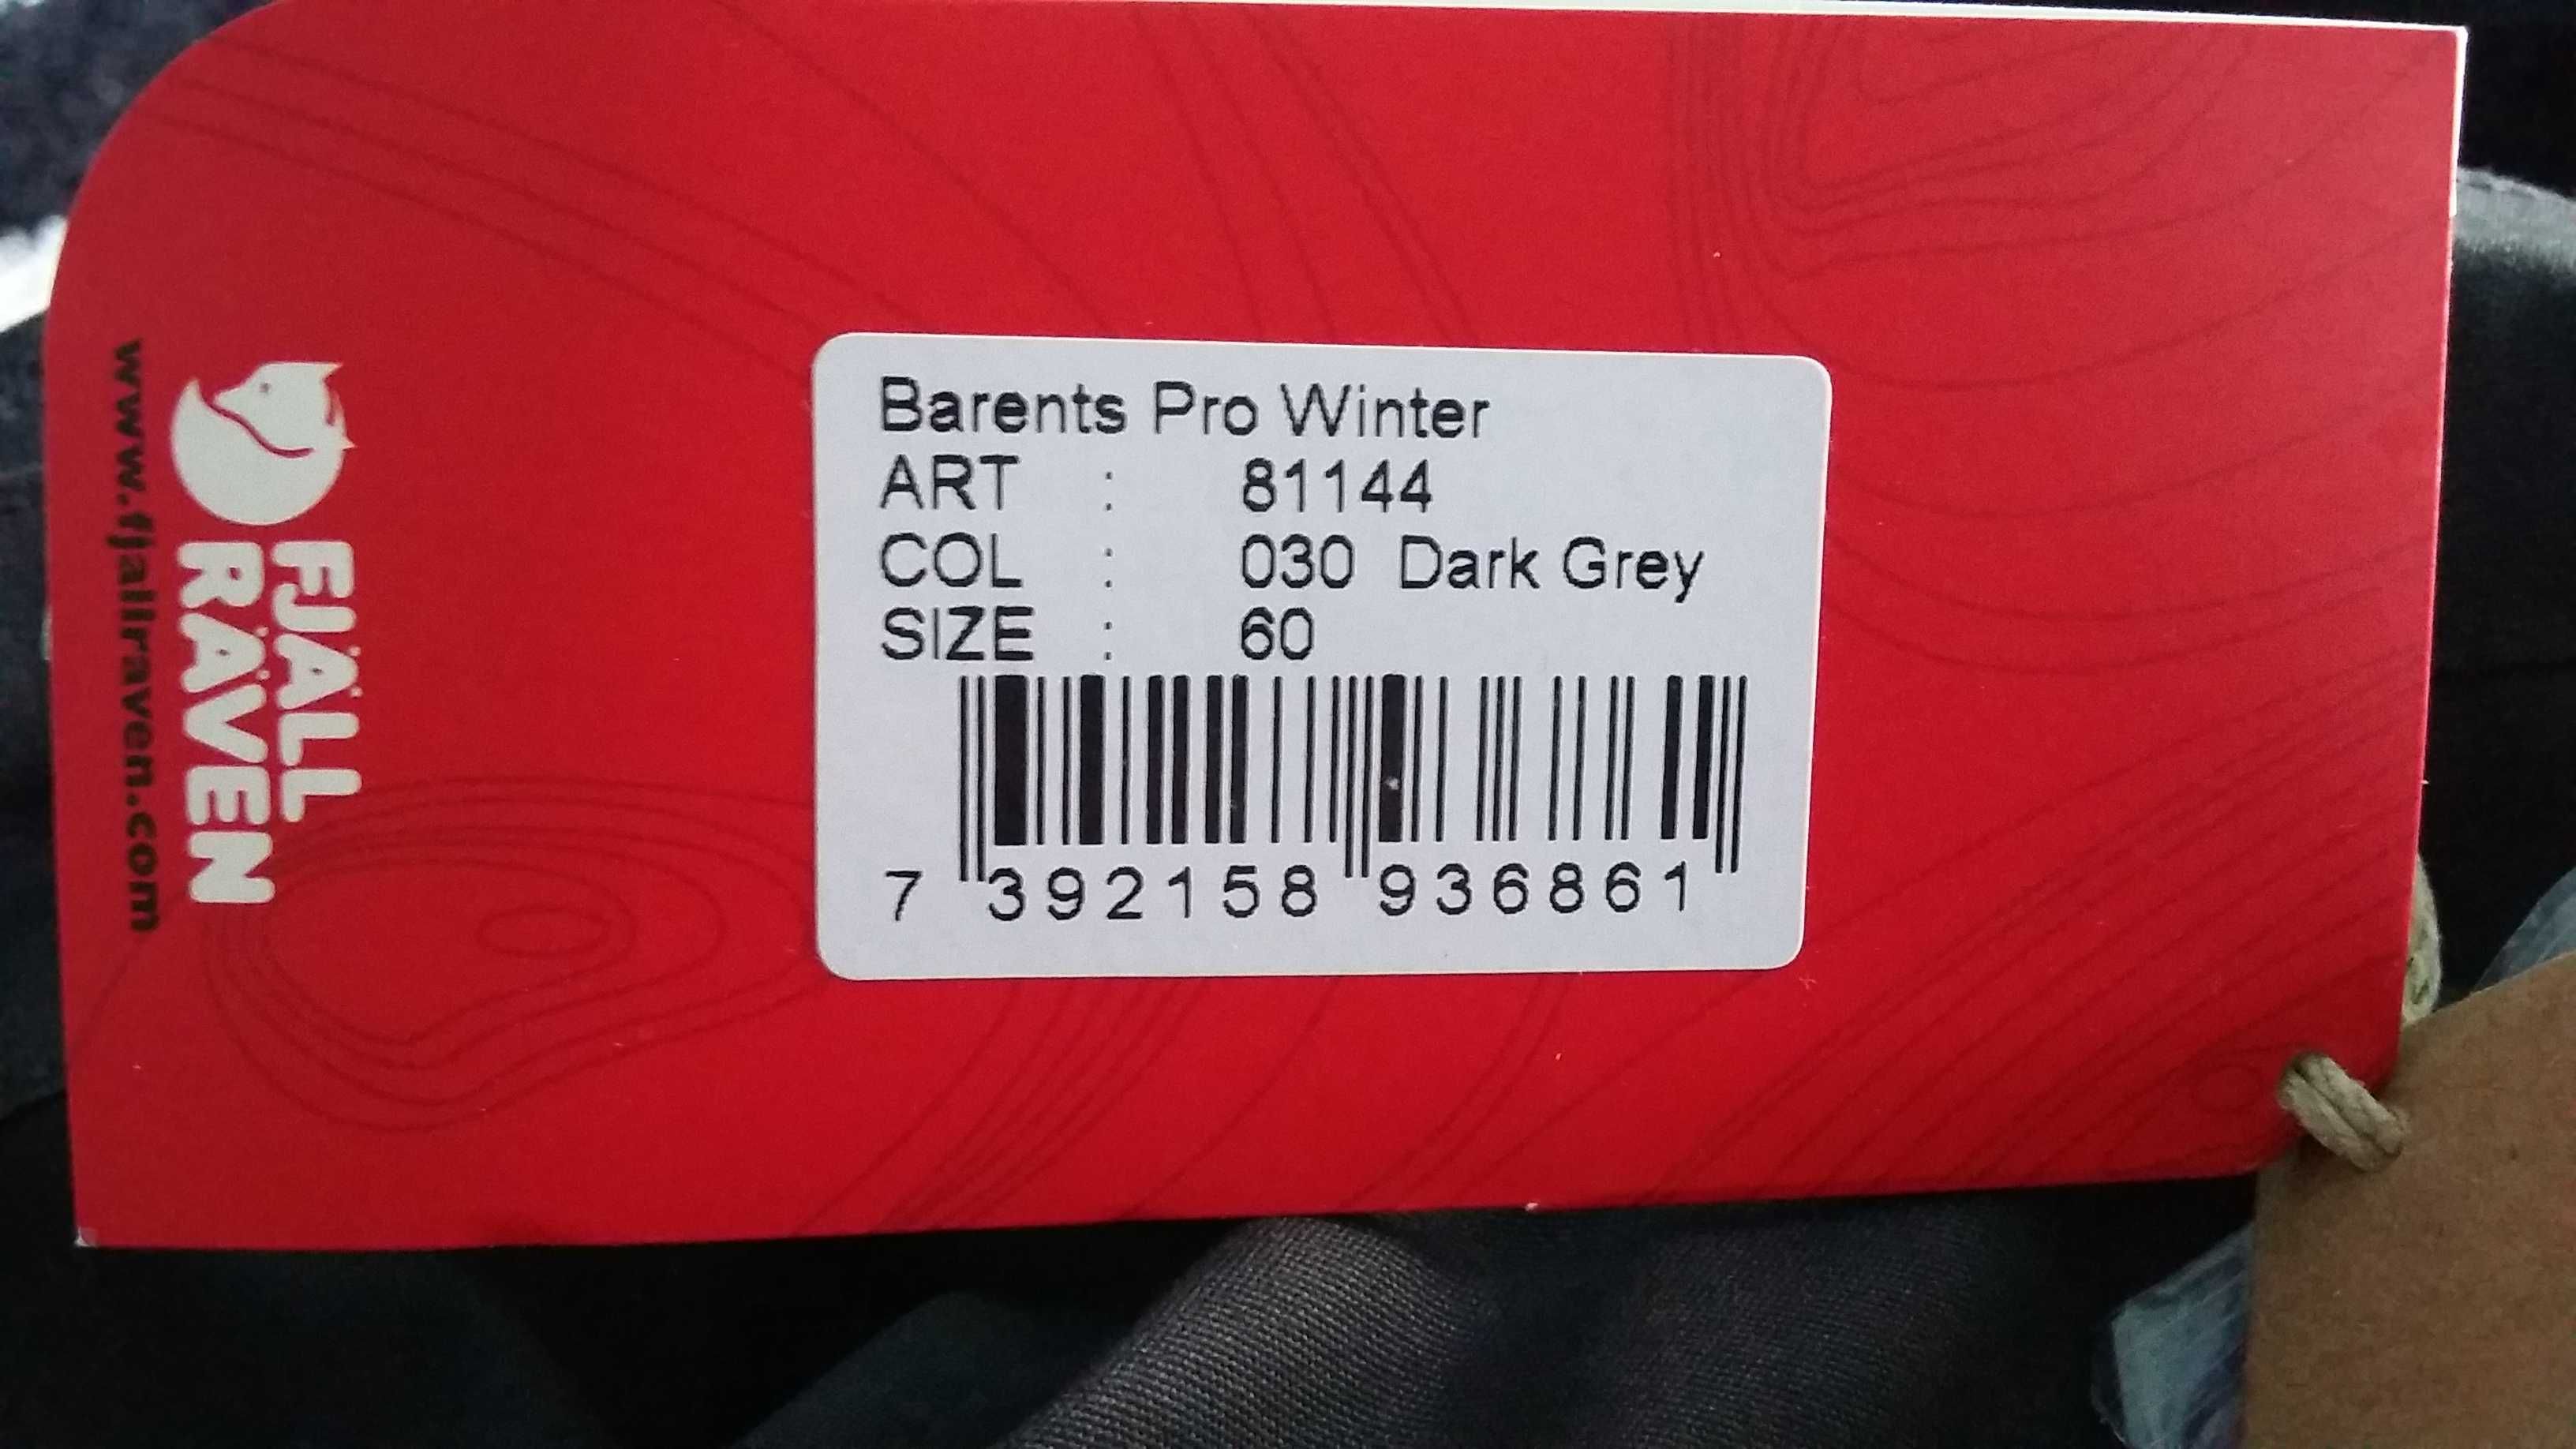 Barents Pro Winter
ART : 81144
COL : 030 Dark Grey
SIZE : 60
7 392158 936861
FJÄLL
RÄVEN
www.fjallraven.com